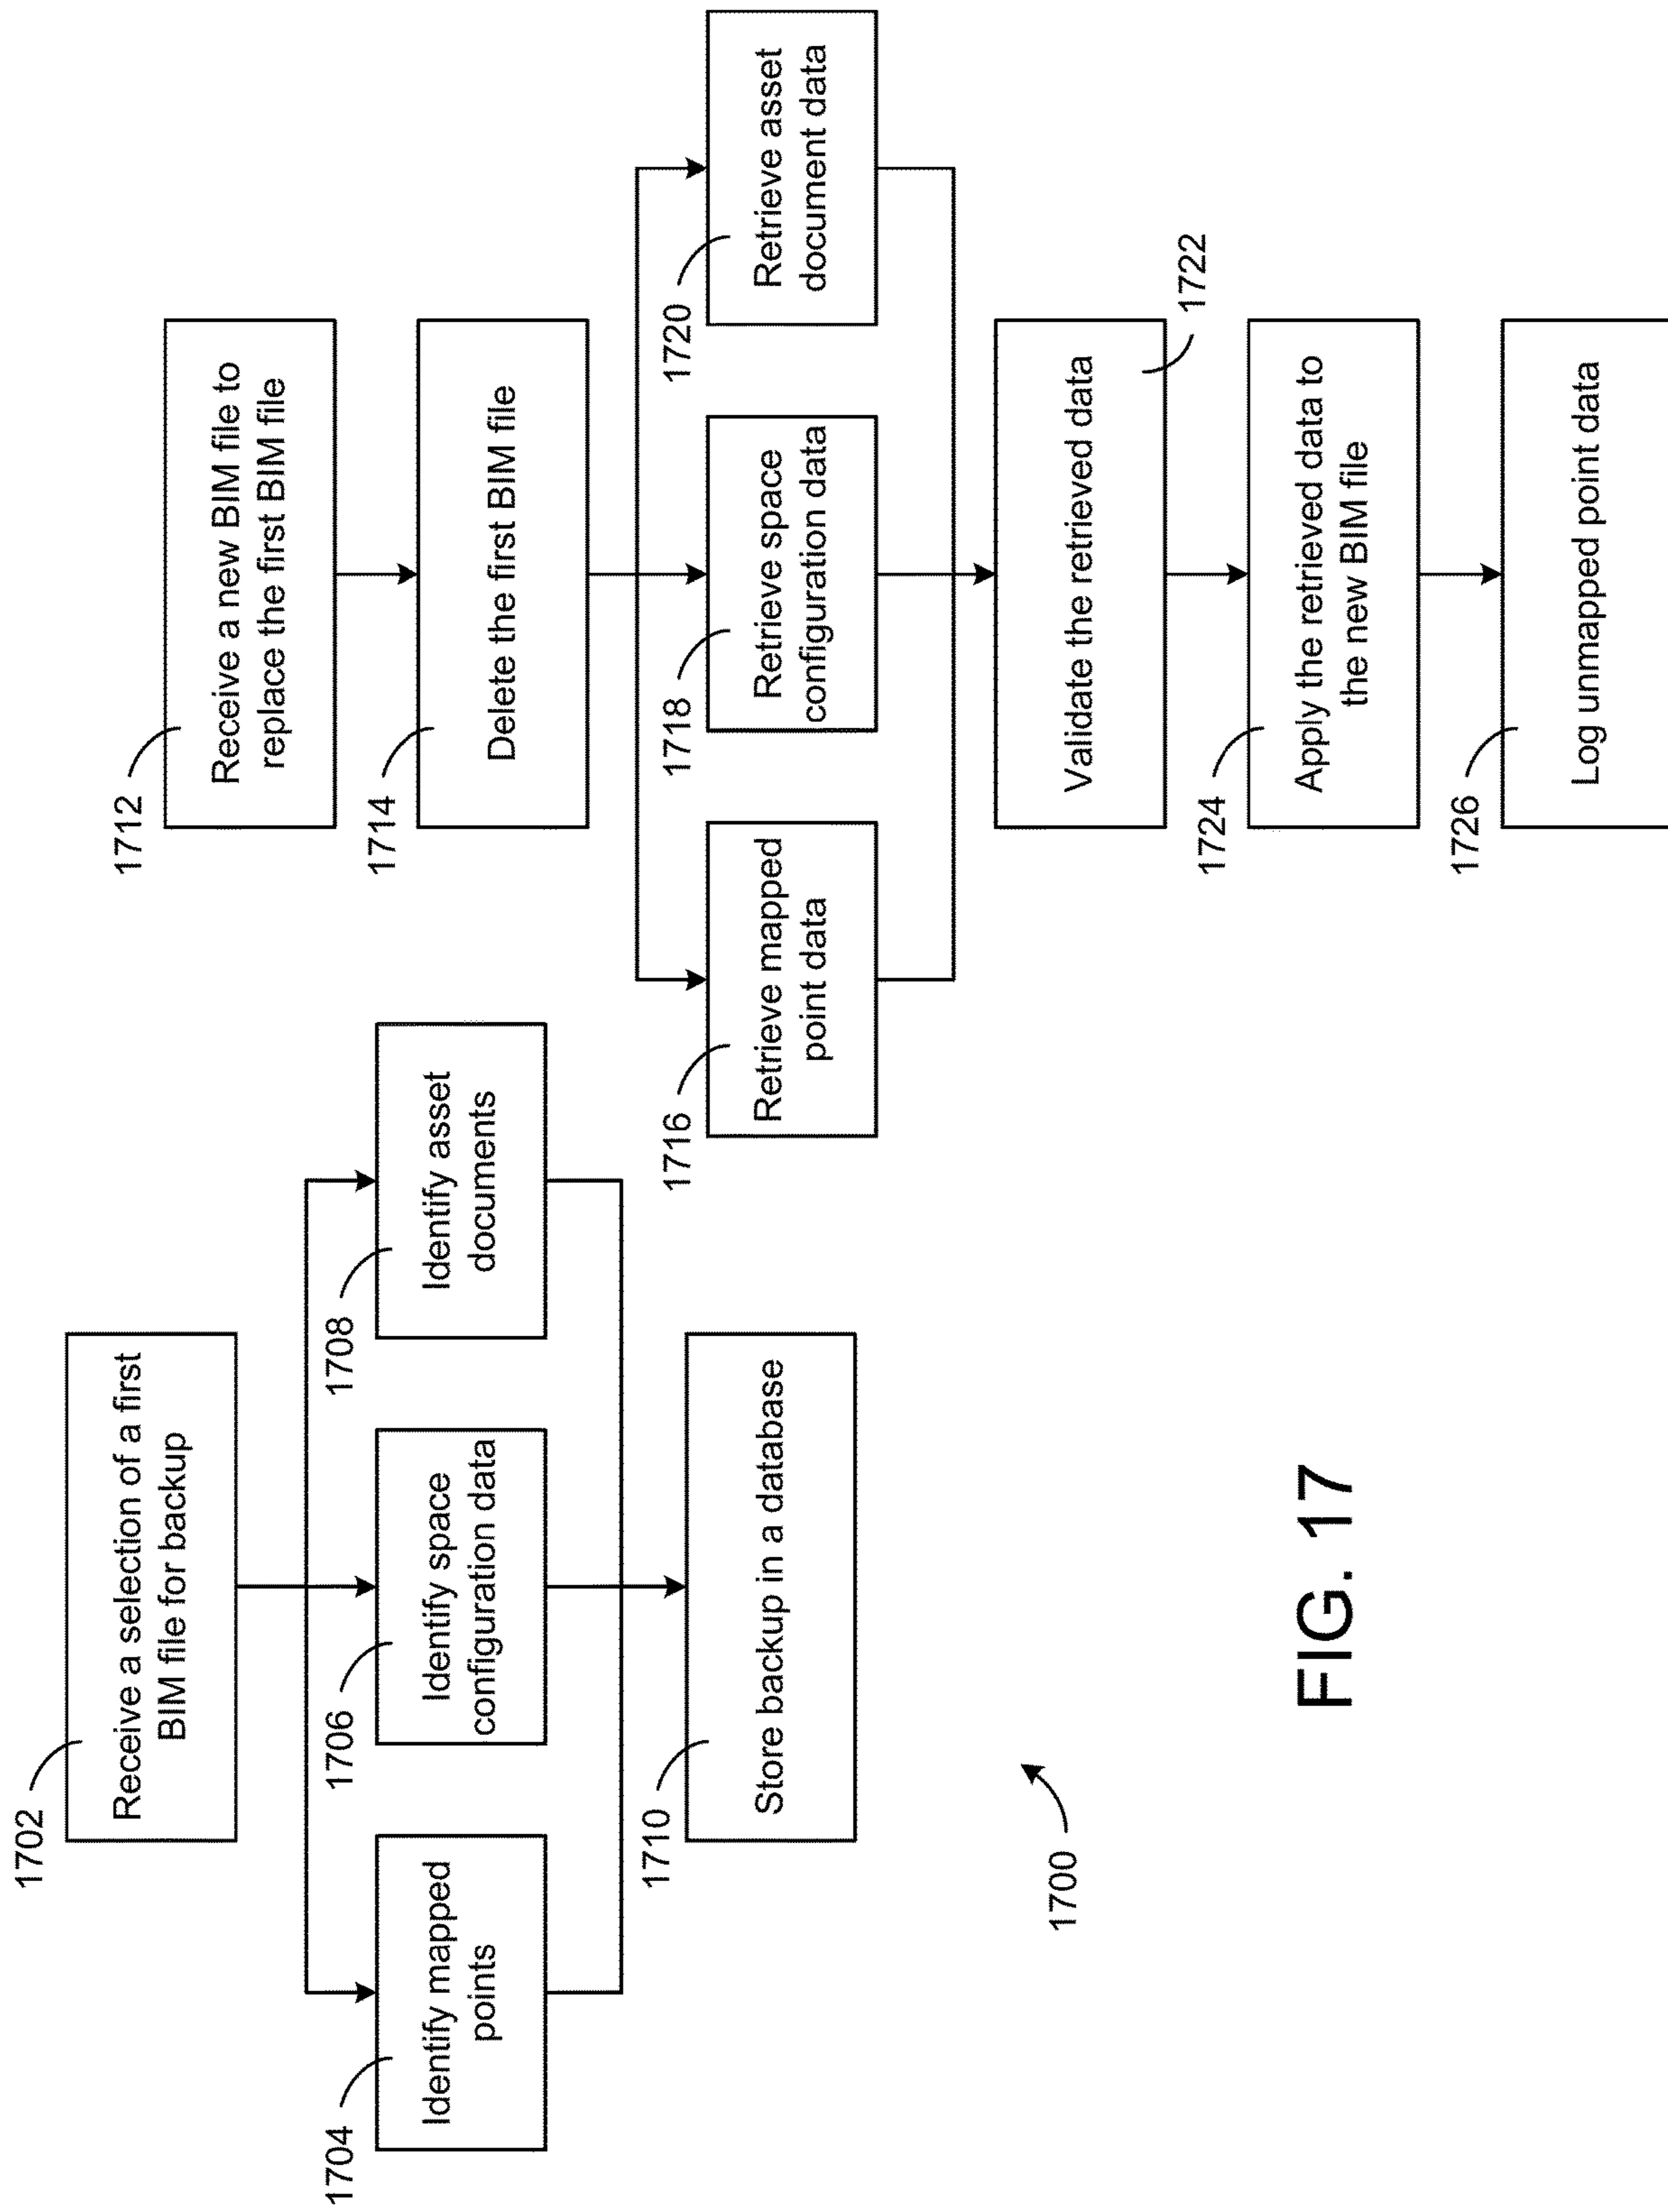 1702
Receive a selection of a first
BIM file for backup
1704
Identify mapped
points
1706
Identify space
configuration data
1708
Identify asset
documents
1710
Store backup in a database
1700
1712
Receive a new BIM file to
replace the first BIM file
1714
Delete the first BIM file
1716
Retrieve mapped
point data
1718
Retrieve space
configuration data
1720
Retrieve asset
document data
Validate the retrieved data
1722
1724
Apply the retrieved data to
the new BIM file
1726
Log unmapped point data
FIG. 17